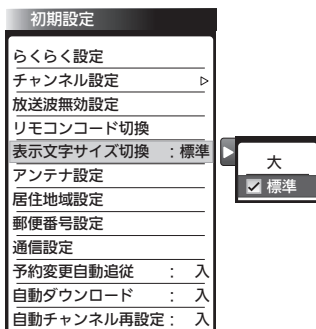 初期設定
らくらく設定
チャンネル設定
放送波無効設定
リモコンコード切換
表示文字サイズ切換 : 標準
大
標準
アンテナ設定
居住地域設定
郵便番号設定
通信設定
予約変更自動追従 : 入
自動ダウンロード : 入
自動チャンネル再設定 : 入